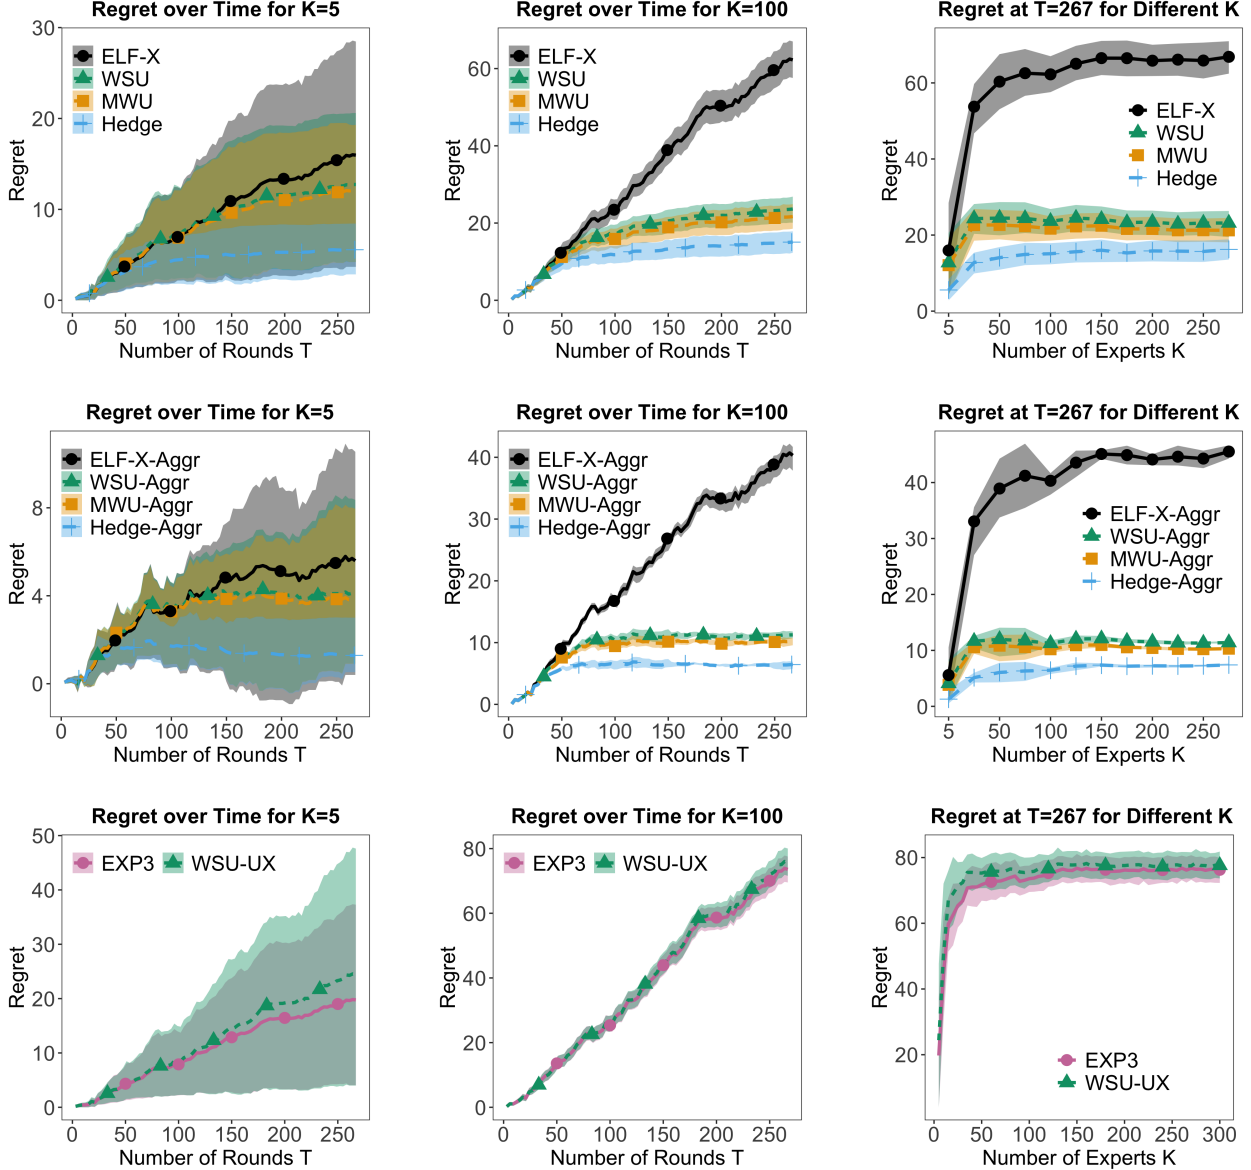 Regret over Time for K=5
Regret
30
20
10
0
ELF-X
WSU
MWU
Hedge
0 50 100 150 200 250
Number of Rounds T
Regret over Time for K=100
Regret
60
40
20
0
ELF-X
WSU
MWU
Hedge
0 50 100 150 200 250
Number of Rounds T
Regret at T=267 for Different K
Regret
60
40
20
0
ELF-X
WSU
MWU
Hedge
5 50 100 150 200 250
Number of Experts K
Regret over Time for K=5
Regret
8
4
0
ELF-X-Aggr
WSU-Aggr
MWU-Aggr
Hedge-Aggr
0 50 100 150 200 250
Number of Rounds T
Regret over Time for K=100
Regret
40
30
20
10
0
ELF-X-Aggr
WSU-Aggr
MWU-Aggr
Hedge-Aggr
0 50 100 150 200 250
Number of Rounds T
Regret at T=267 for Different K
Regret
40
30
20
10
0
ELF-X-Aggr
WSU-Aggr
MWU-Aggr
Hedge-Aggr
5 50 100 150 200 250
Number of Experts K
Regret over Time for K=5
Regret
50
40
30
20
10
0
EXP3 WSU-UX
0 50 100 150 200 250
Number of Rounds T
Regret over Time for K=100
Regret
80
60
40
20
0
EXP3 WSU-UX
0 50 100 150 200 250
Number of Rounds T
Regret at T=267 for Different K
Regret
80
60
40
20
EXP3
WSU-UX
0 50 100 150 200 250 300
Number of Experts K